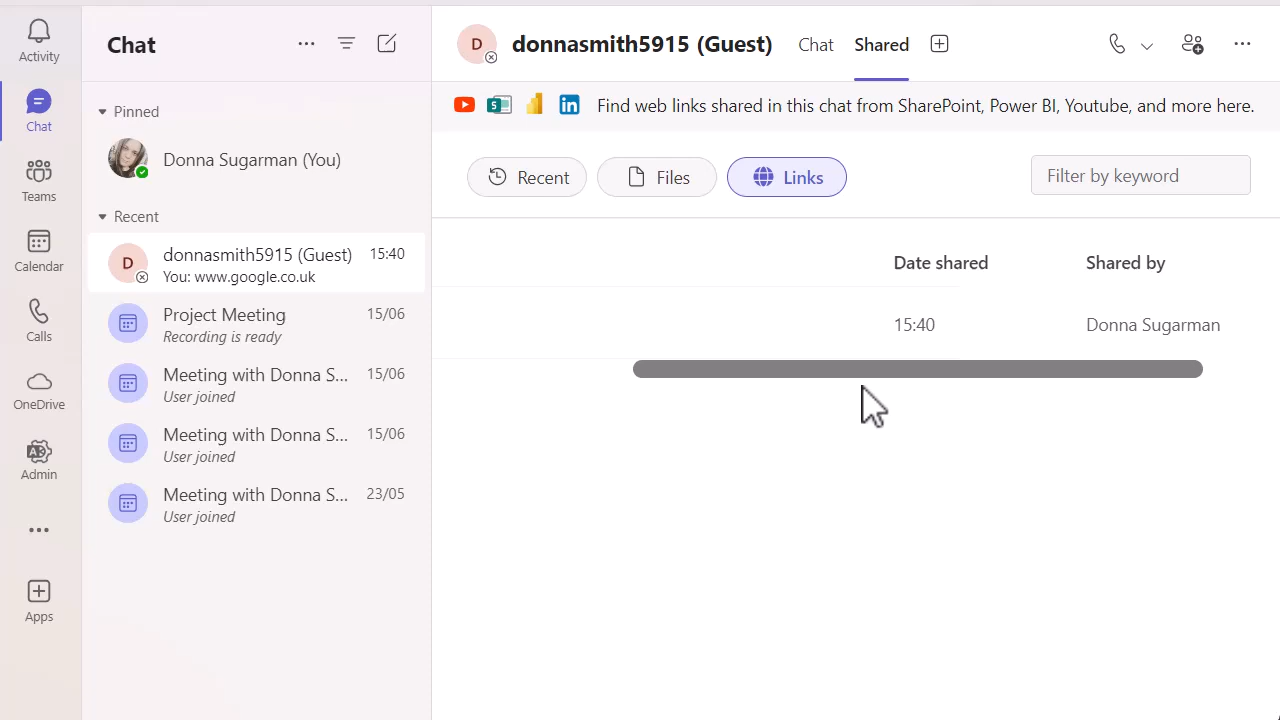 Activity
Chat
Teams
Calendar
Calls
OneDrive
Admin
Apps
Chat
Pinned
Donna Sugarman (You)
Recent
donnasmith5915 (Guest) 15:40
You: www.google.co.uk
Project Meeting 15/06
Recording is ready
Meeting with Donna S... 15/06
User joined
Meeting with Donna S... 15/06
User joined
Meeting with Donna S... 23/05
User joined
D donnasmith5915 (Guest) Chat Shared
Find web links shared in this chat from SharePoint, Power BI, Youtube, and more here.
Recent Files Links Filter by keyword
Date shared Shared by
15:40 Donna Sugarman